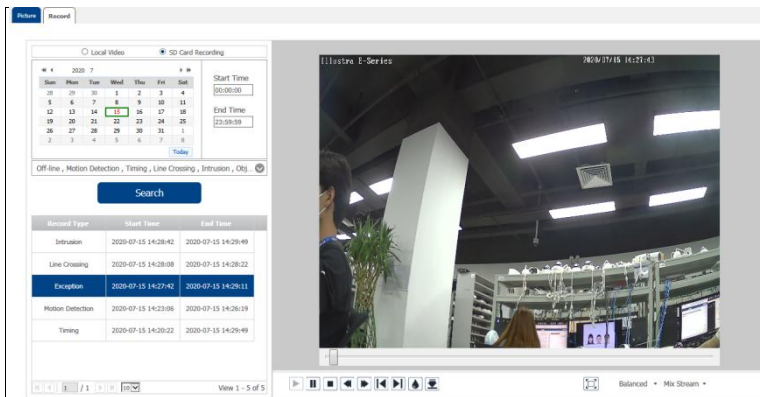 Picture Record
Local Video SD Card Recording
2020 7
Sun Mon Tue Wed Thu Fri Sat
28 29 30 1 2 3 4
5 6 7 8 9 10 11
12 13 14 15 16 17 18
19 20 21 22 23 24 25
26 27 28 29 30 31 1
2 3 4 5 6 7 8
Today
Start Time
00:00:00
End Time
23:59:59
Off-line , Motion Detection , Timing , Line Crossing , Intrusion , Obj...
Search
Record Type Start Time End Time
Intrusion 2020-07-15 14:28:42 2020-07-15 14:29:49
Line Crossing 2020-07-15 14:28:08 2020-07-15 14:28:22
Exception 2020-07-15 14:27:42 2020-07-15 14:29:11
Motion Detection 2020-07-15 14:23:06 2020-07-15 14:26:19
Timing 2020-07-15 14:20:22 2020-07-15 14:29:49
1 / 1 10 View 1 - 5 of 5
Illustra E-Series 2020/07/15 14:27:43
Balanced Mix Stream